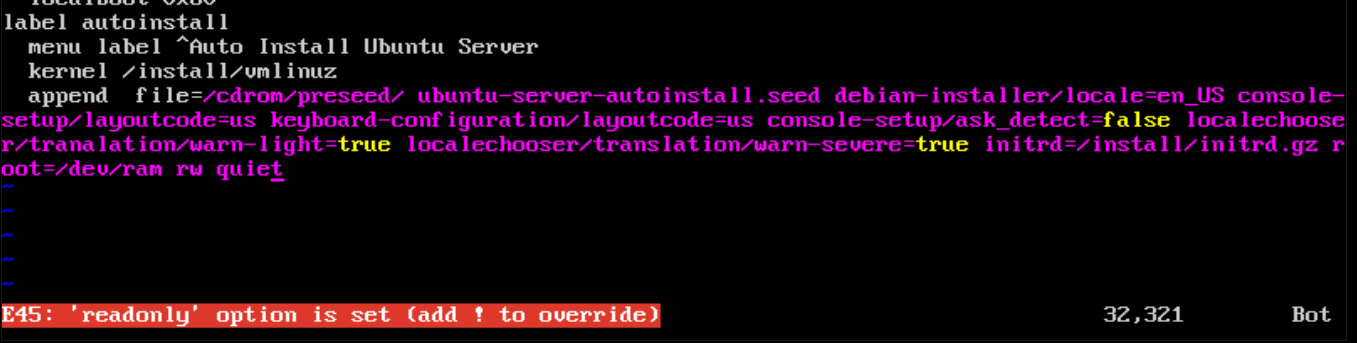 label autoinstall
menu label ^Auto Install Ubuntu Server
kernel /install/vmlinuz
append  file=/cdrom/preseed/ ubuntu-server-autoinstall.seed debian-installer/locale=en_US console-
setup/layoutcode=us keyboard-configuration/layoutcode=us console-setup/ask_detect=false localechoose
r/tranalation/warn-light=true localechooser/translation/warn-severe=true initrd=/install/initrd.gz r
oot=/dev/ram rw quiet
~
~
~
~
~
E45: 'readonly' option is set (add ! to override) 32,321 Bot